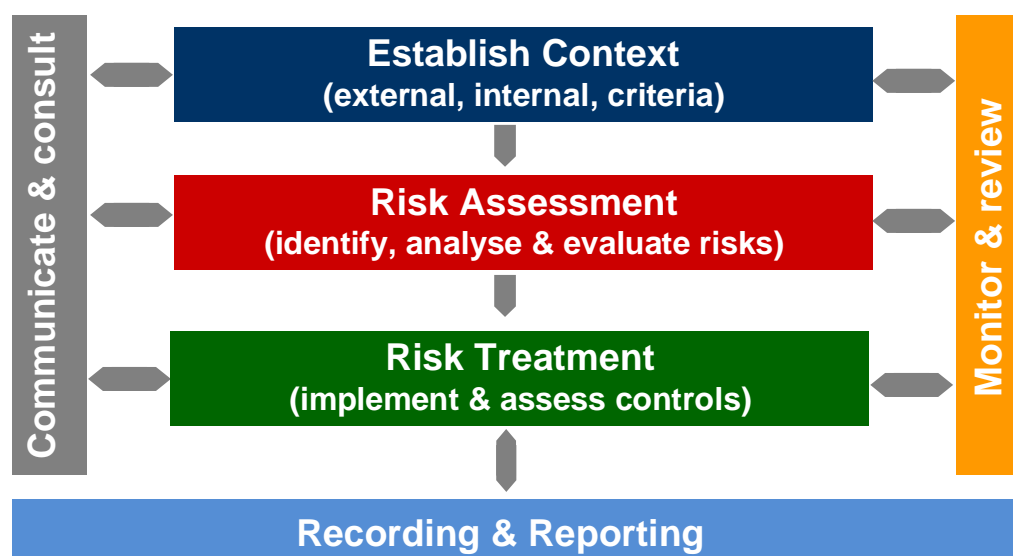 Communicate & consult
Establish Context
(external, internal, criteria)
Risk Assessment
(identify, analyse & evaluate risks)
Risk Treatment
(implement & assess controls)
Monitor & review
Recording & Reporting